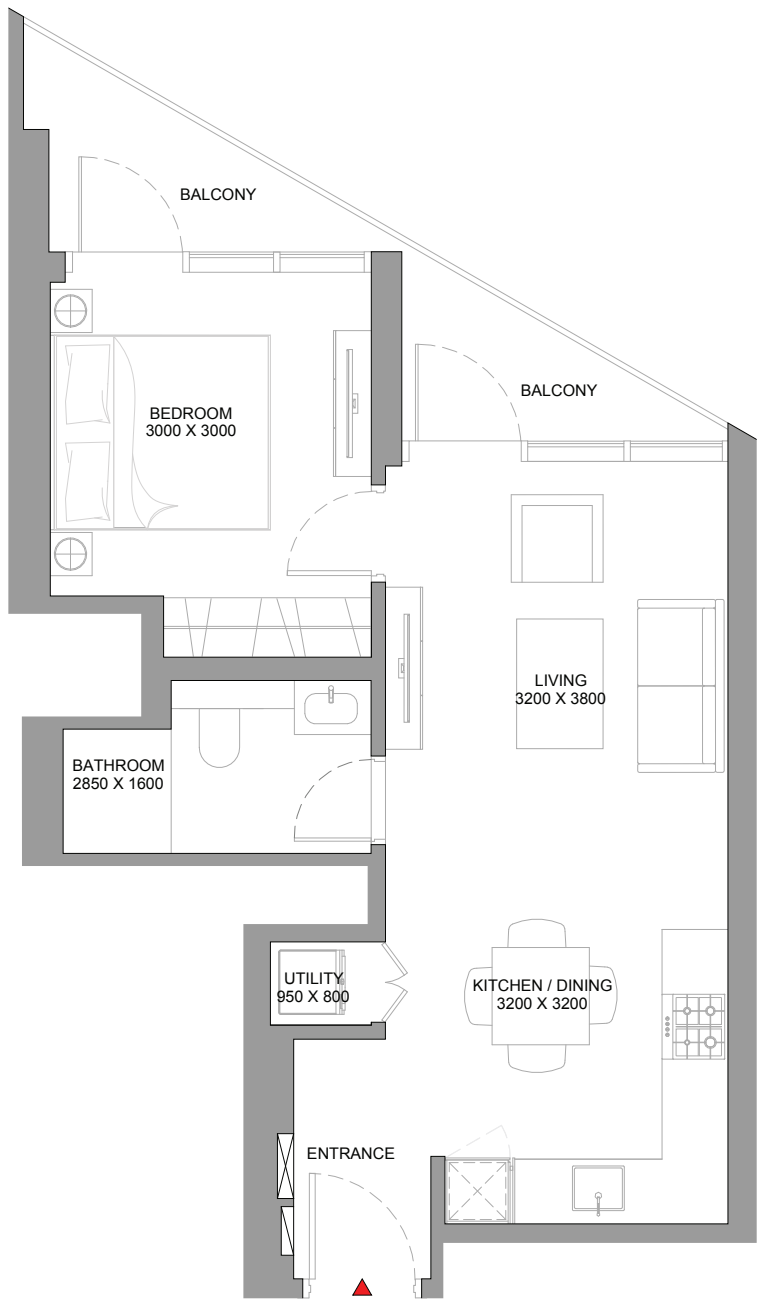 BALCONY
BALCONY
BEDROOM
3000 X 3000
LIVING
3200 X 3800
BATHROOM
2850 X 1600
UTILITY
950 X 800
KITCHEN / DINING
3200 X 3200
ENTRANCE